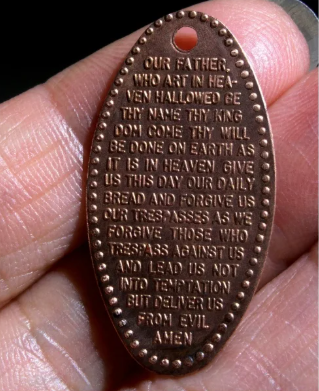 OUR FATHER,
WHO ART IN HEA-
VEN HALLOWED BE
THY NAME THY KING
DOM COME THY WILL
BE DONE ON EARTH AS
IT IS IN HEAVEN GIVE
US THIS DAY OUR DAILY
BREAD AND FORGIVE US
OUR TRESPASSES AS WE
FORGIVE THOSE WHO
TRESPASS AGAINST US
AND LEAD US NOT
INTO TEMPTATION
BUT DELIVER US
FROM EVIL
AMEN